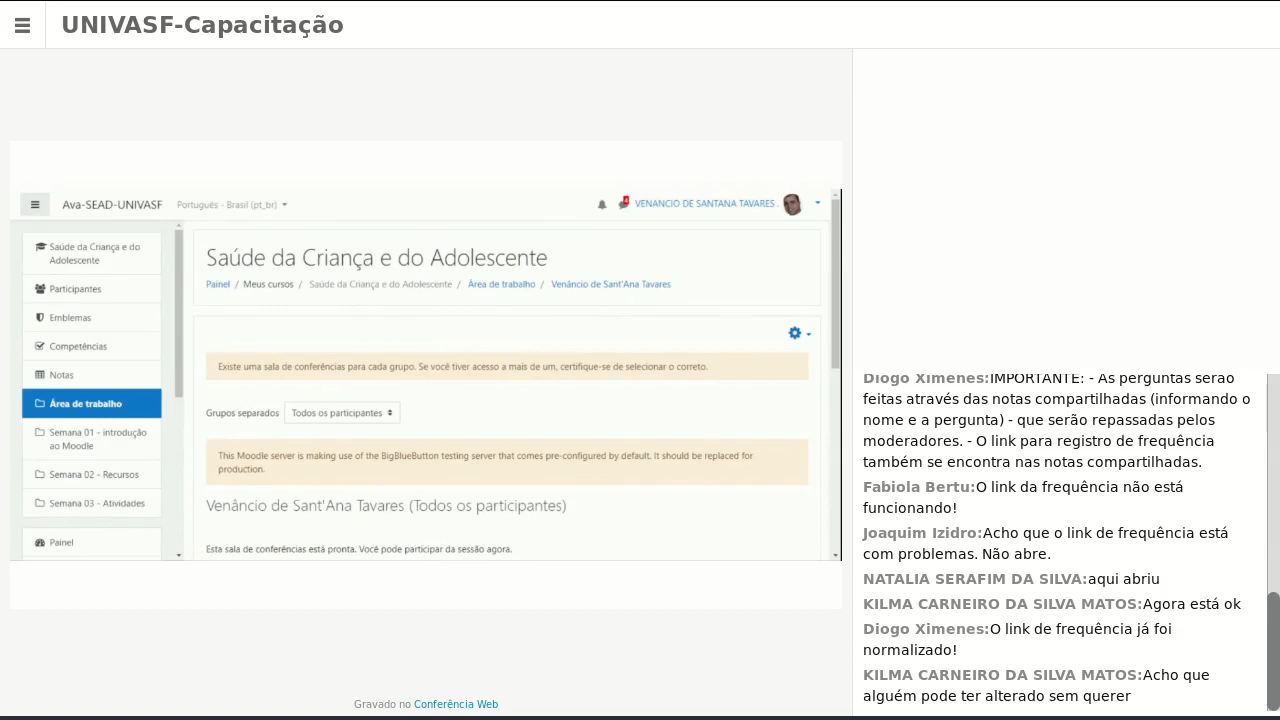 UNIVASF-Capacitação
Ava-SEAD-UNIVASF
Português - Brasil (pt_br)
4
VENANCIO DE SANTANA TAVARES .
Saúde da Criança e do
Adolescente
Participantes
Emblemas
Competências
Notas
Área de trabalho
Semana 01 - introdução
ao Moodle
Semana 02 - Recursos
Semana 03 - Atividades
Painel
Saúde da Criança e do Adolescente
Painel / Meus cursos / Saúde da Criança e do Adolescente / Área de trabalho / Venâncio de Sant'Ana Tavares
Existe uma sala de conferências para cada grupo. Se você tiver acesso a mais de um, certifique-se de selecionar o correto.
Grupos separados Todos os participantes
This Moodle server is making use of the BigBlueButton testing server that comes pre-configured by default. It should be replaced for
production.
Venâncio de Sant'Ana Tavares (Todos os participantes)
Esta sala de conferências está pronta. Você pode participar da sessão agora.
Gravado no Conferência Web
Diogo Ximenes:IMPORTANTE: - As perguntas serão
feitas através das notas compartilhadas (informando o
nome e a pergunta) - que serão repassadas pelos
moderadores. - O link para registro de frequência
também se encontra nas notas compartilhadas.
Fabiola Bertu:O link da frequência não está
funcionando!
Joaquim Izidro:Acho que o link de frequência está
com problemas. Não abre.
NATALIA SERAFIM DA SILVA:aqui abriu
KILMA CARNEIRO DA SILVA MATOS:Agora está ok
Diogo Ximenes:O link de frequência já foi
normalizado!
KILMA CARNEIRO DA SILVA MATOS:Acho que
alguém pode ter alterado sem querer